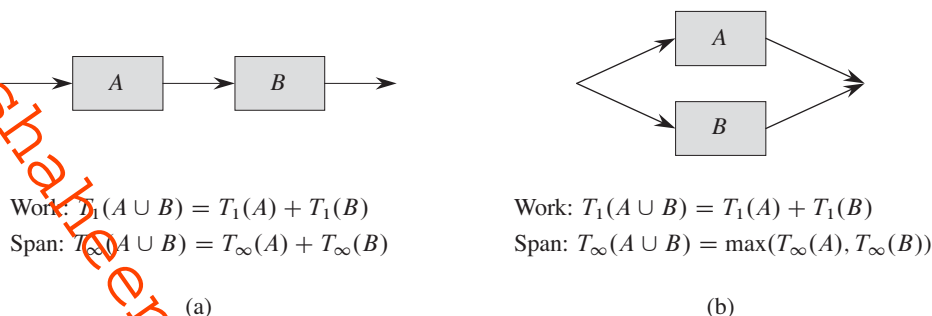 A
B
Work: T₁(A ∪ B) = T₁(A) + T₁(B)
Span: T∞(A ∪ B) = T∞(A) + T∞(B)
(a)
A
B
Work: T₁(A ∪ B) = T₁(A) + T₁(B)
Span: T∞(A ∪ B) = max(T∞(A), T∞(B))
(b)